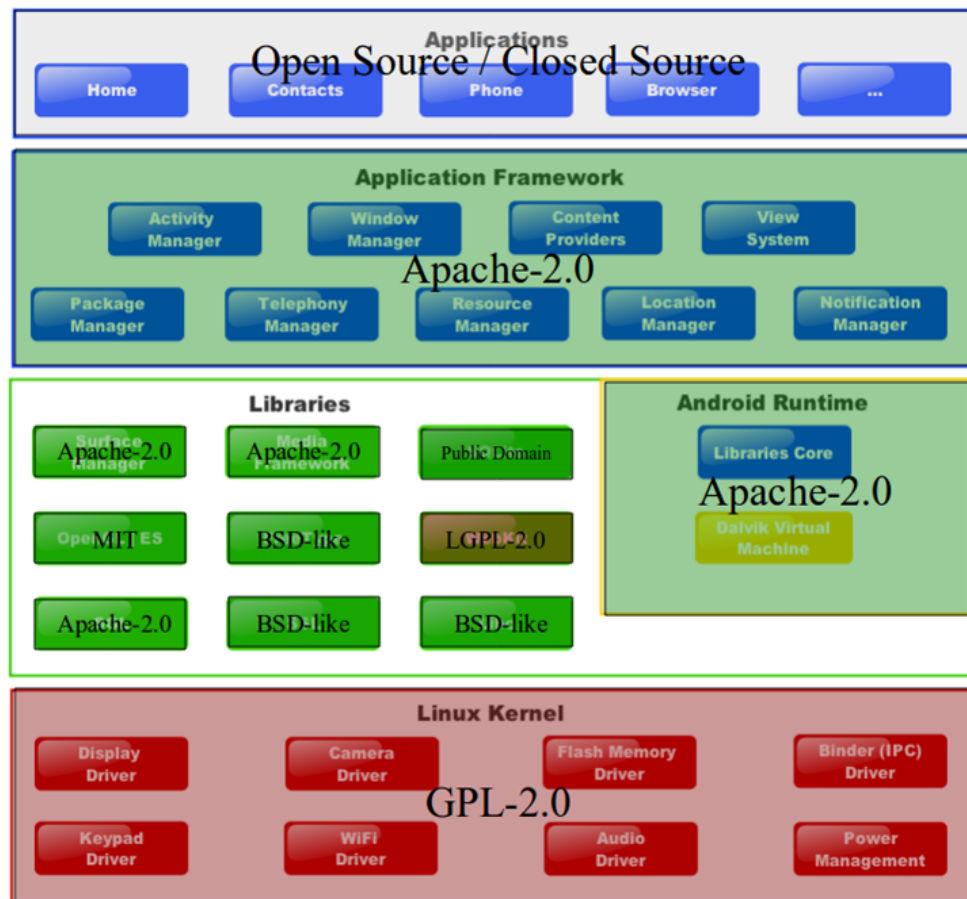 Applications
Open Source / Closed Source
Home
Contacts
Phone
Browser
...
Application Framework
Activity
Manager
Window
Manager
Content
Providers
View
System
Apache-2.0
Package
Manager
Telephony
Manager
Resource
Manager
Location
Manager
Notification
Manager
Libraries
Surface
Manager
Apache-2.0
Media
Framework
Apache-2.0
Public Domain
MIT
BSD-like
LGPL-2.0
Apache-2.0
BSD-like
BSD-like
Android Runtime
Libraries Core
Apache-2.0
Dalvik Virtual
Machine
Linux Kernel
Display
Driver
Camera
Driver
Flash Memory
Driver
Binder (IPC)
Driver
GPL-2.0
Keypad
Driver
WiFi
Driver
Audio
Driver
Power
Management